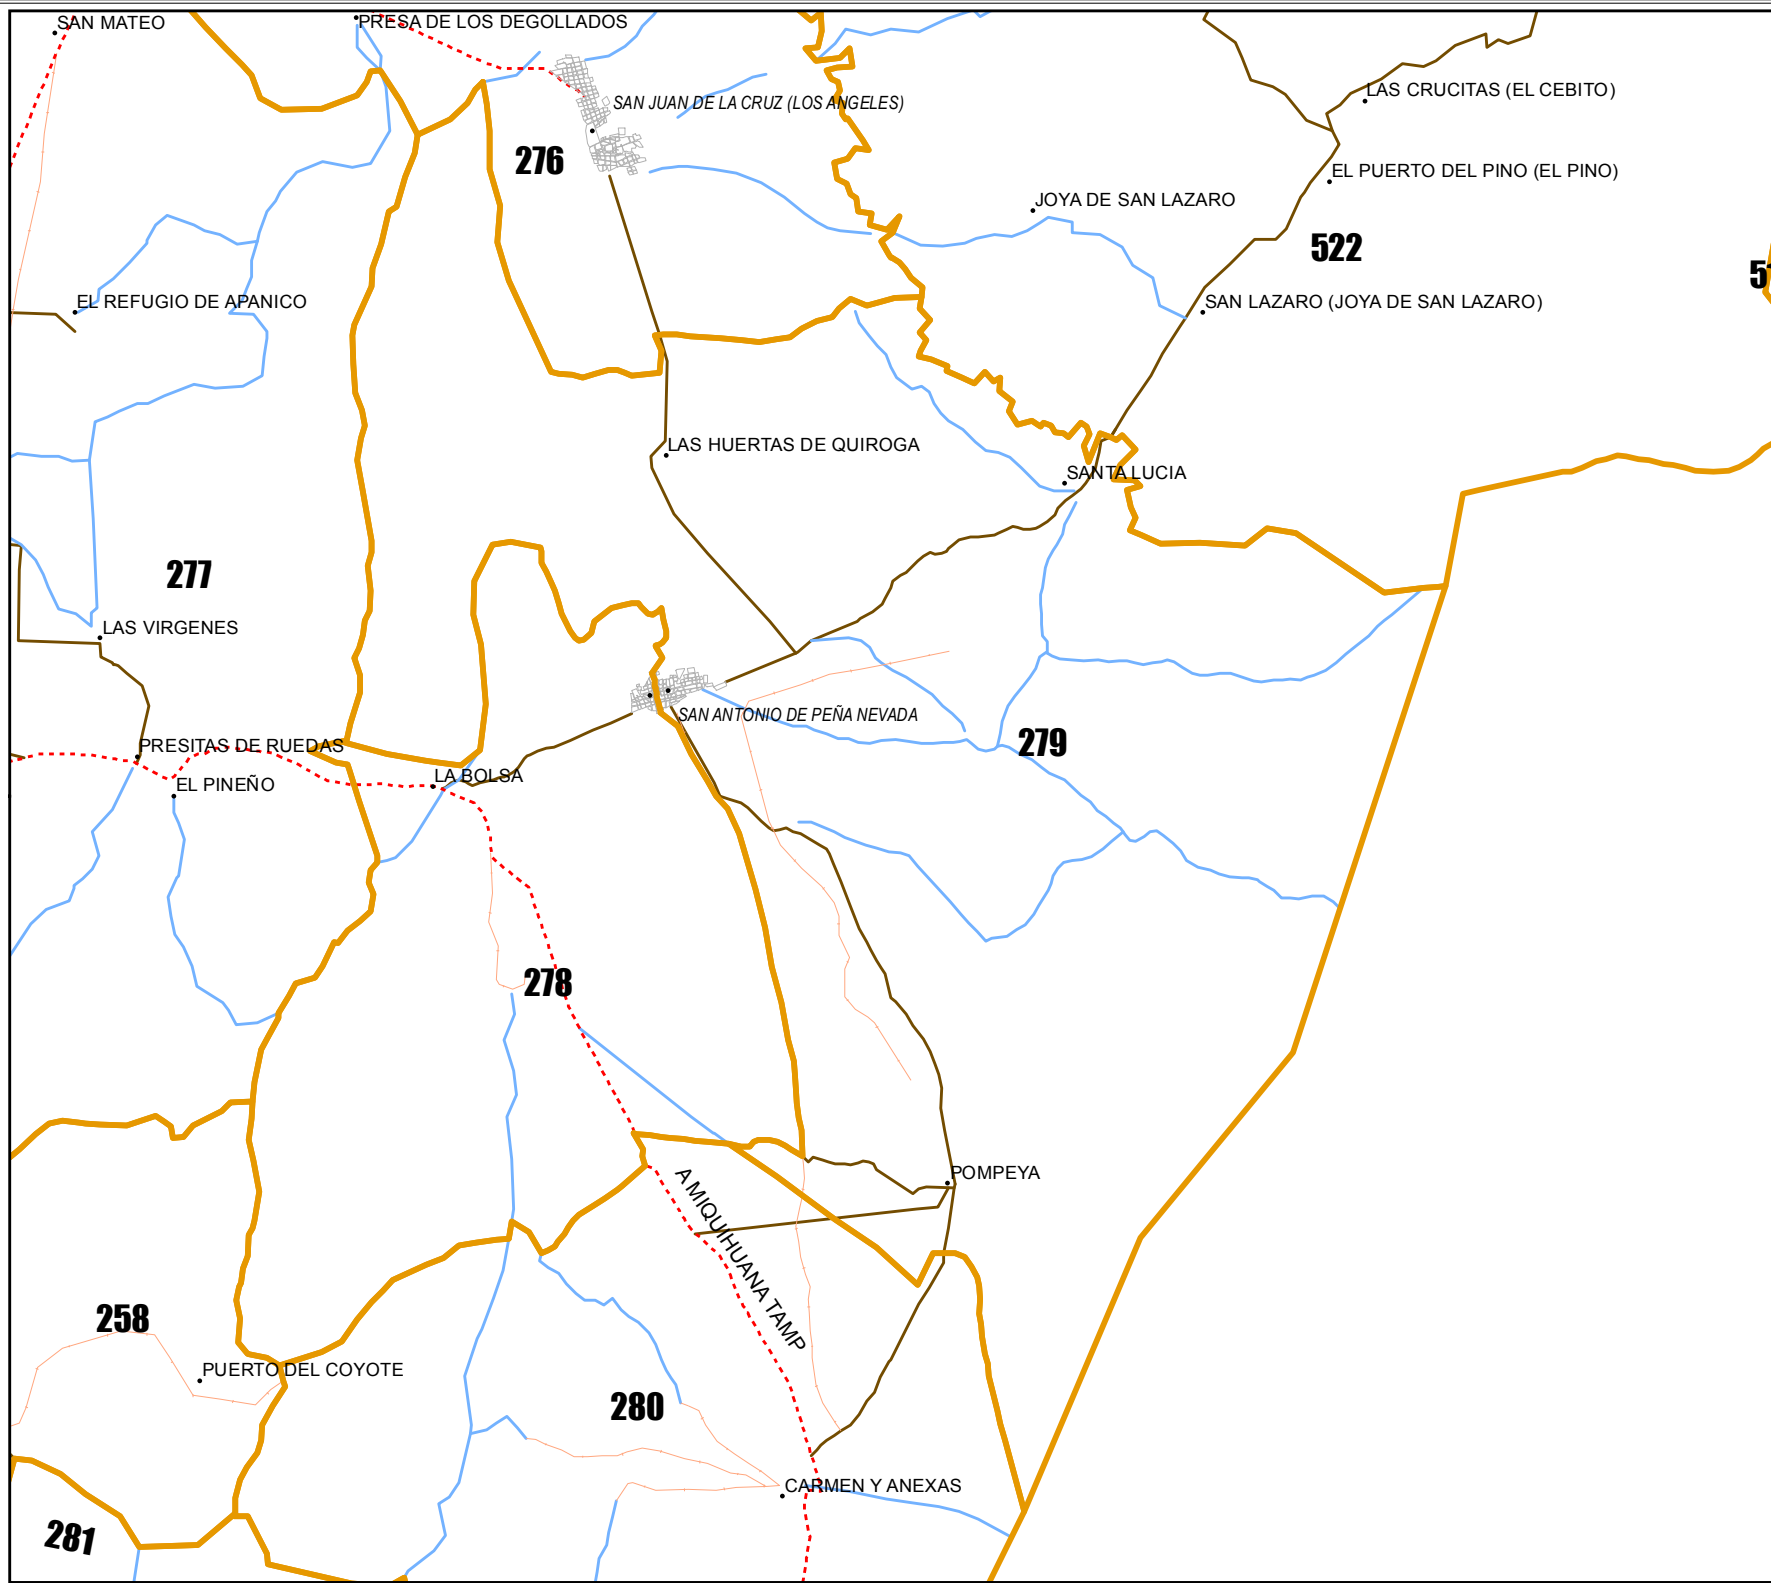 SAN MATEO
PRESA DE LOS DEGOLLADOS
LAS CRUCITAS (EL CEBITO)
SAN JUAN DE LA CRUZ (LOS ANGELES)
276
EL PUERTO DEL PINO (EL PINO)
JOYA DE SAN LAZARO
522
EL REFUGIO DE APANICO
SAN LAZARO (JOYA DE SAN LAZARO)
LAS HUERTAS DE QUIROGA
SANTA LUCIA
277
LAS VIRGENES
SAN ANTONIO DE PEÑA NEVADA
279
PRESITAS DE RUEDAS
LA BOLSA
EL PINEÑO
278
POMPEYA
A MIQUIHUANA TAMP
258
PUERTO DEL COYOTE
280
CARMEN Y ANEXAS
281